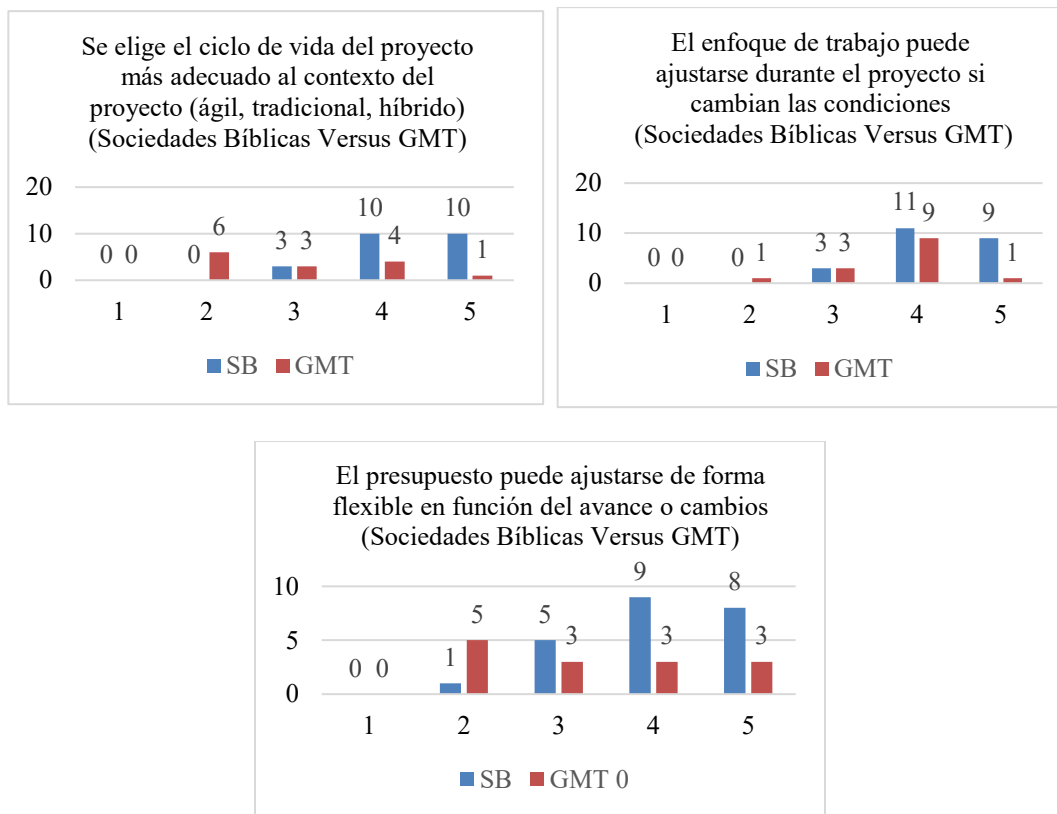 Se elige el ciclo de vida del proyecto
más adecuado al contexto del
proyecto (ágil, tradicional, híbrido)
(Sociedades Bíblicas Versus GMT)
20
10
0
0 0
0
6
3 3
10
4
10
1
1 2 3 4 5
SB GMT
El enfoque de trabajo puede
ajustarse durante el proyecto si
cambian las condiciones
(Sociedades Bíblicas Versus GMT)
20
10
0
0 0
0
1
3 3
11
9
9
1
1 2 3 4 5
SB GMT
El presupuesto puede ajustarse de forma
flexible en función del avance o cambios
(Sociedades Bíblicas Versus GMT)
10
5
0
0 0
1
5
5
3
9
3
8
3
1 2 3 4 5
SB GMT 0